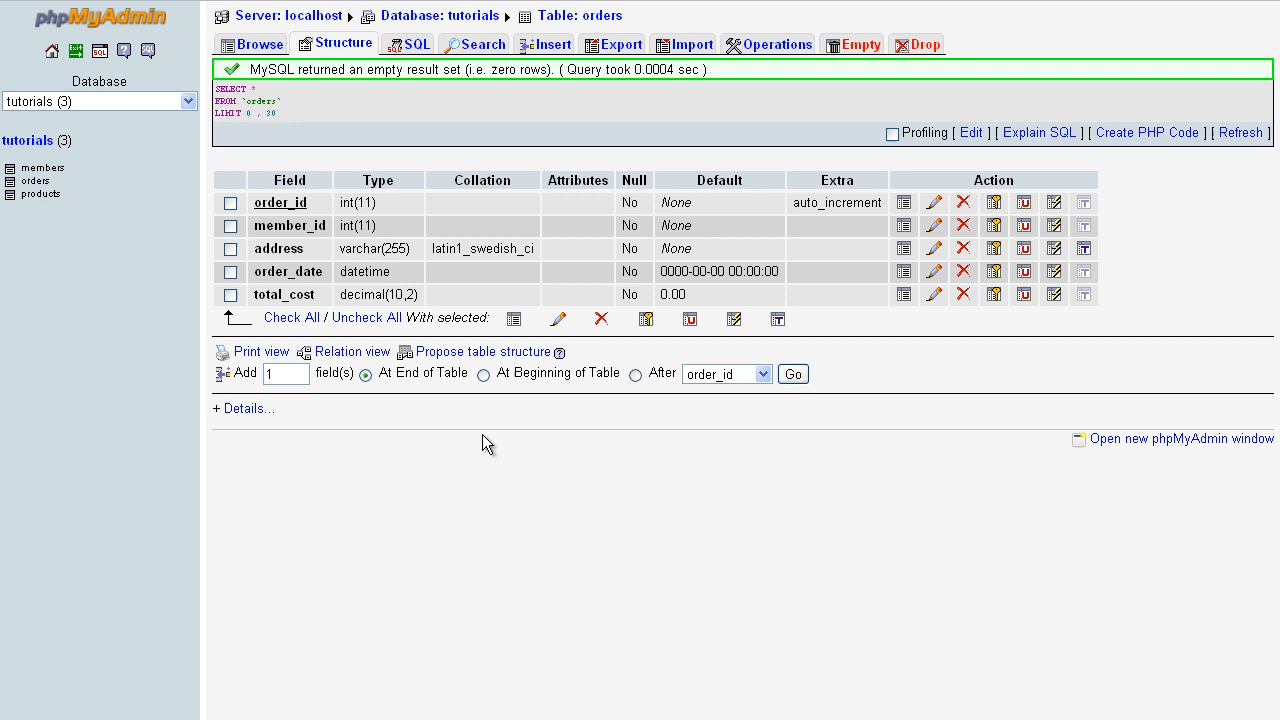 phpMyAdmin
Database
tutorials (3)
tutorials (3)
members
orders
products
Server: localhost Database: tutorials Table: orders
Browse Structure SQL Search Insert Export Import Operations Empty Drop
MySQL returned an empty result set (i.e. zero rows). ( Query took 0.0004 sec )
SELECT *
FROM `orders`
LIMIT 0 , 30
Profiling [ Edit ] [ Explain SQL ] [ Create PHP Code ] [ Refresh ]
Field Type Collation Attributes Null Default Extra Action
order_id int(11) No None auto_increment
member_id int(11) No None
address varchar(255) latin1_swedish_ci No None
order_date datetime No 0000-00-00 00:00:00
total_cost decimal(10,2) No 0.00
Check All / Uncheck All With selected:
Print view Relation view Propose table structure
Add 1 field(s) At End of Table At Beginning of Table After order_id Go
+ Details...
Open new phpMyAdmin window